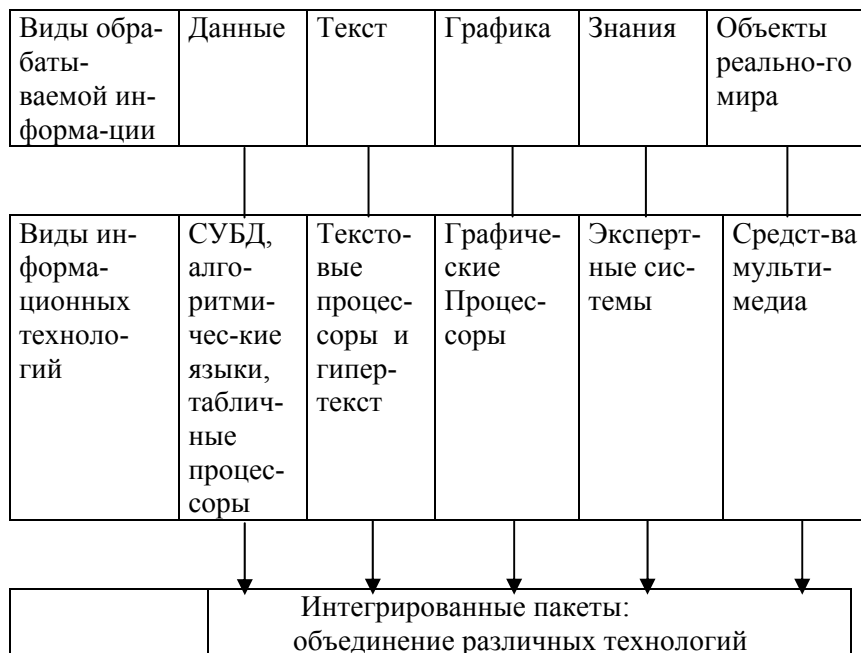 Виды обра-
баты-
ваемой ин-
форма-ции
Данные
Текст
Графика
Знания
Объекты
реально-го
мира
Виды ин-
форма-
ционных
техноло-
гий
СУБД,
алго-
ритми-
чес-кие
языки,
таблич-
ные
процес-
соры
Тексто-
вые
процес-
соры и
гипер-
текст
Графиче-
ские
Процес-
соры
Эксперт-
ные сис-
темы
Средст-ва
мульти-
медиа
Интегрированные пакеты:
объединение различных технологий